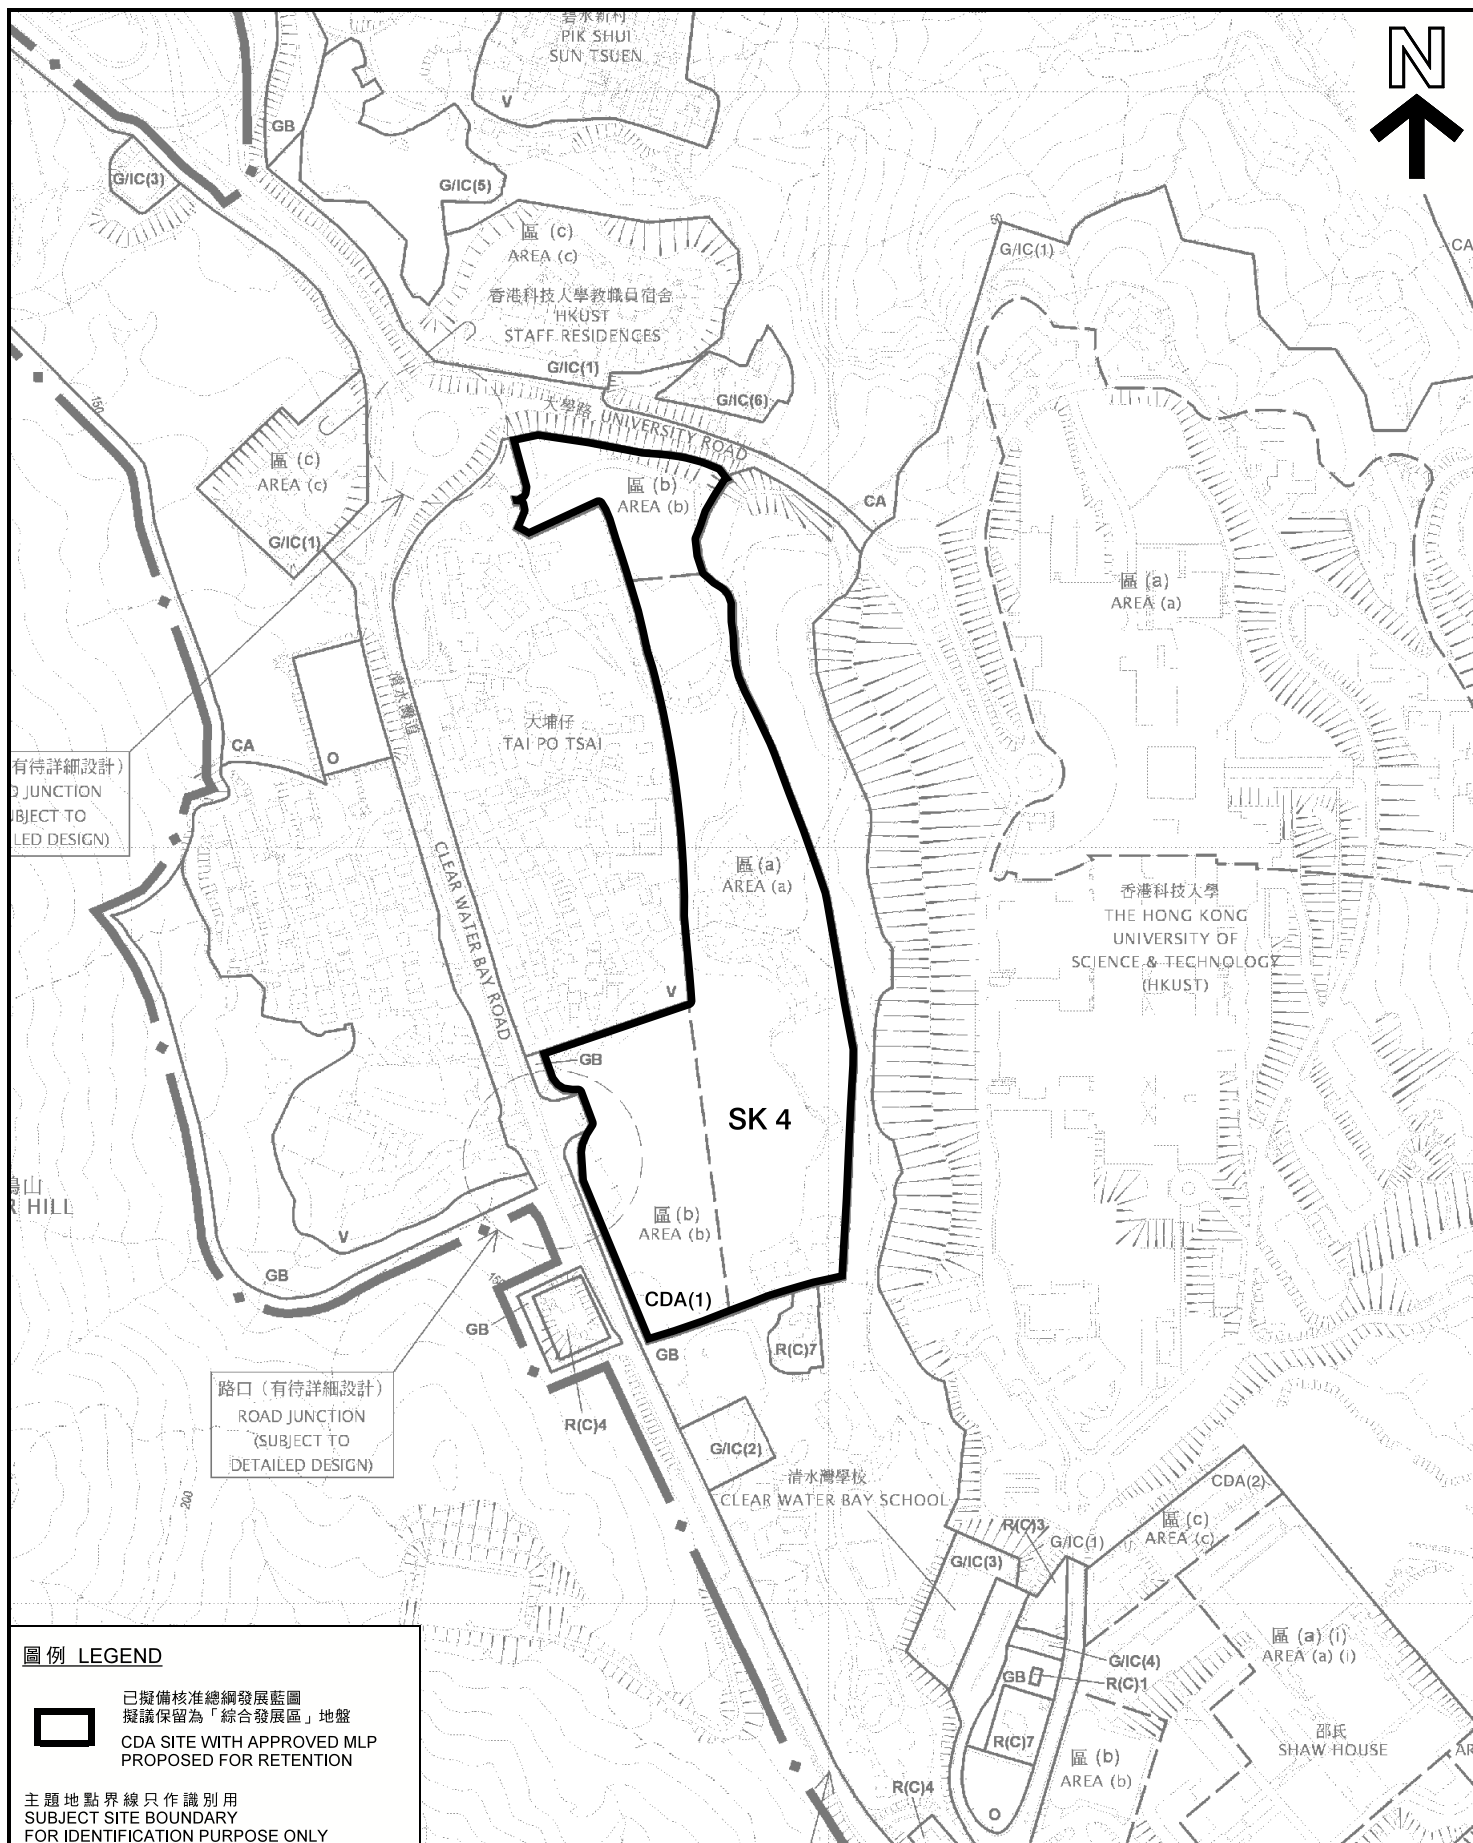 碧水新村
PIK SHUI
SUN TSUEN
N
V
GB
G/IC(3)
G/IC(5)
區 (c)
AREA (c)
50
G/IC(1)
CA
香港科技大學教職員宿舍
HKUST
STAFF RESIDENCES
G/IC(1)
G/IC(6)
150
大學路 UNIVERSITY ROAD
區 (c)
AREA (c)
區 (b)
AREA (b)
CA
G/IC(1)
區 (a)
AREA (a)
清水灣道
大埔仔
TAI PO TSAI
CA
O
有待詳細設計）
D JUNCTION
BJECT TO
LED DESIGN)
CLEAR WATER BAY ROAD
區 (a)
AREA (a)
香港科技大學
THE HONG KONG
UNIVERSITY OF
SCIENCE & TECHNOLOGY
(HKUST)
V
GB
SK 4
山
R HILL
區 (b)
AREA (b)
V
GB
150
CDA(1)
GB
GB
R(C)7
路口（有待詳細設計）
ROAD JUNCTION
(SUBJECT TO
DETAILED DESIGN)
R(C)4
G/IC(2)
200
清水灣學校
CLEAR WATER BAY SCHOOL
CDA(2)
R(C)3
區 (c)
AREA (c)
G/IC(1)
G/IC(3)
區 (a) (i)
AREA (a) (i)
G/IC(4)
GB
R(C)1
R(C)7
邵氏
SHAW HOUSE
AR
區 (b)
AREA (b)
R(C)4
O
圖例 LEGEND
已擬備核准總綱發展藍圖
擬議保留為「綜合發展區」地盤
CDA SITE WITH APPROVED MLP
PROPOSED FOR RETENTION
主題地點界線只作識別用
SUBJECT SITE BOUNDARY
FOR IDENTIFICATION PURPOSE ONLY